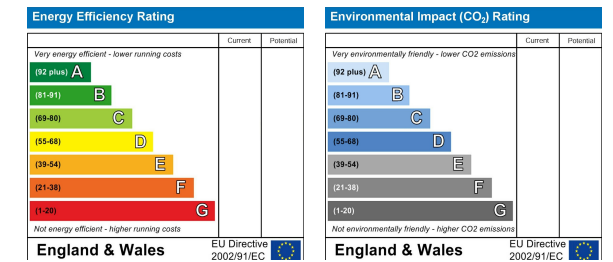 Energy Efficiency Rating
Current Potential
Very energy efficient - lower running costs
(92 plus) A
(81-91) B
(69-80) C
(55-68) D
(39-54) E
(21-38) F
(1-20) G
Not energy efficient - higher running costs
England & Wales
EU Directive
2002/91/EC
Environmental Impact (CO₂) Rating
Current Potential
Very environmentally friendly - lower CO2 emissions
(92 plus) A
(81-91) B
(69-80) C
(55-68) D
(39-54) E
(21-38) F
(1-20) G
Not environmentally friendly - higher CO2 emissions
England & Wales
EU Directive
2002/91/EC